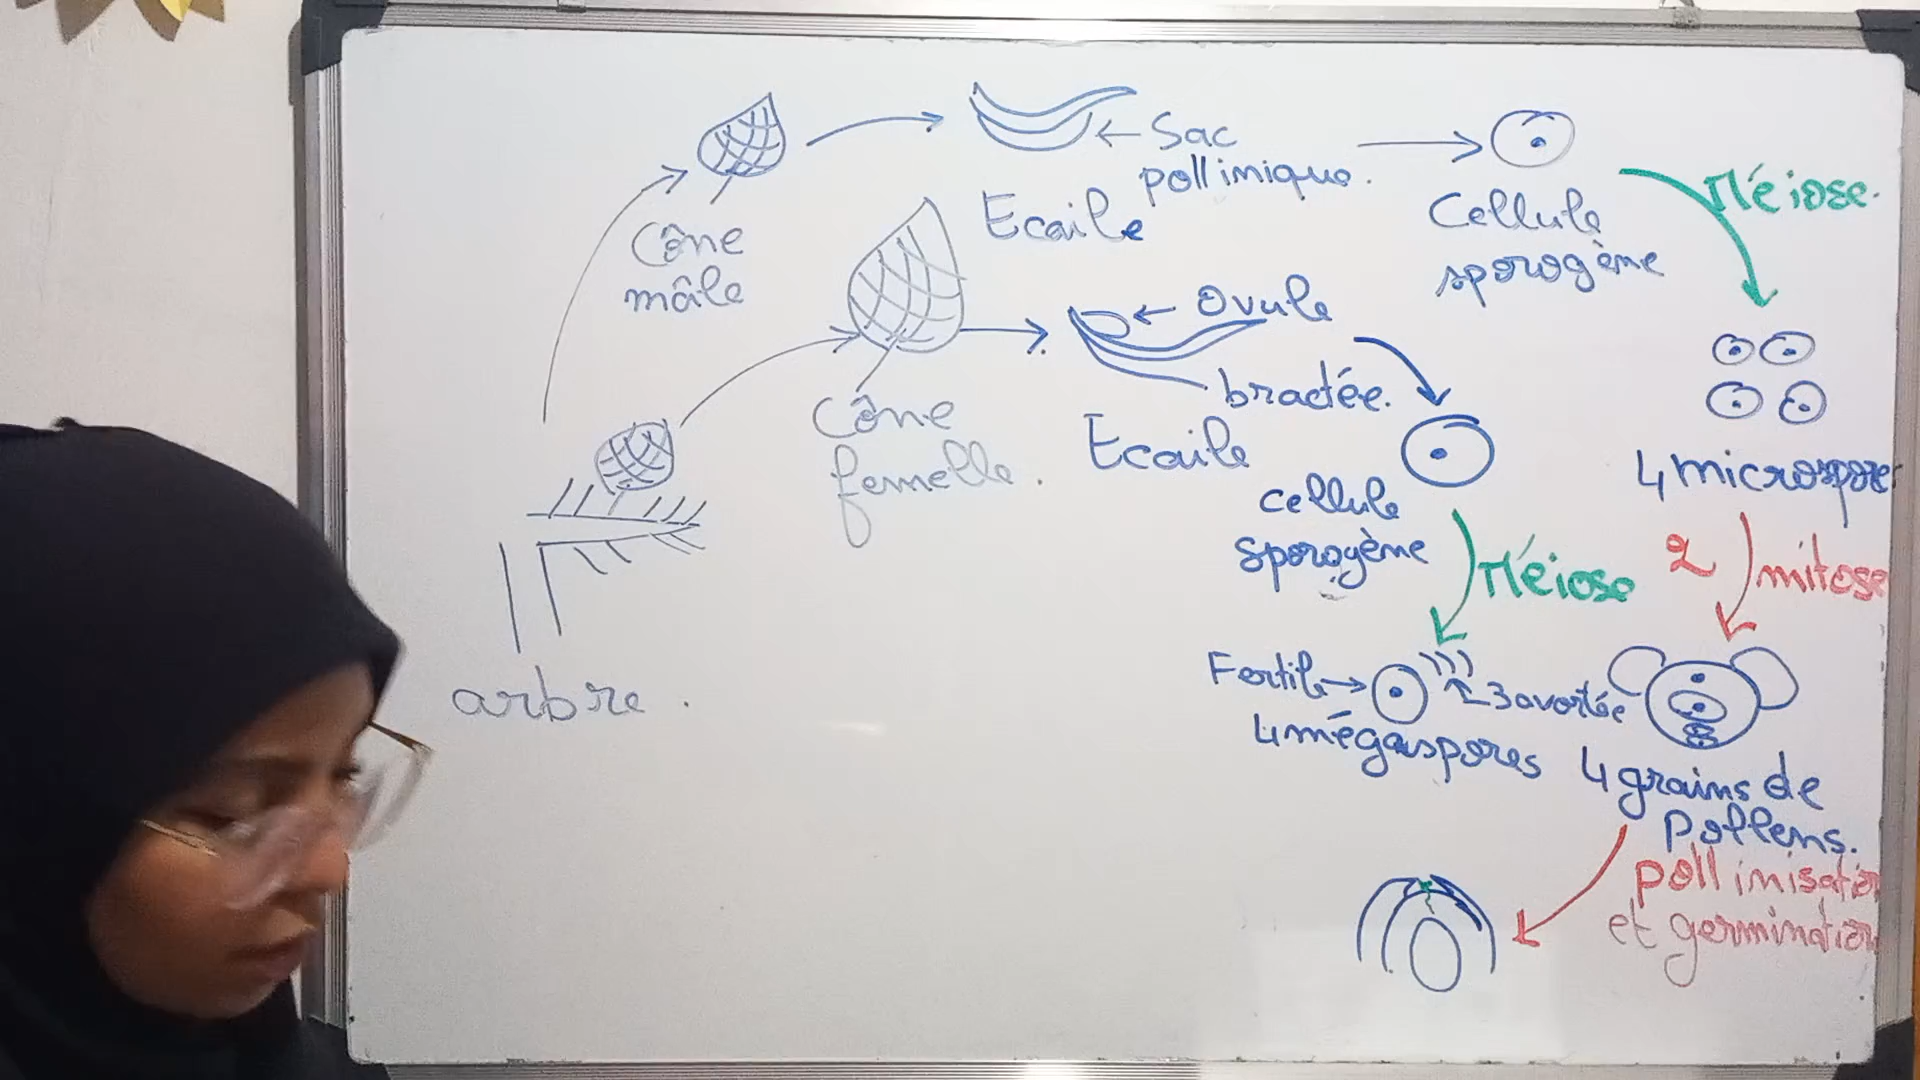 Cône
mâle
Sac
pollinique.
Ecaile
Cellule
sporogène
Méiose.
4 microspore
2 mitose
4 grains de
Pollens.
pollinisation
et germination
Cône
femelle.
Ovule
bractée.
Ecaile
cellule
sporogène
Méiose
Fertile
3 avortée
4 mégaspores
arbre.